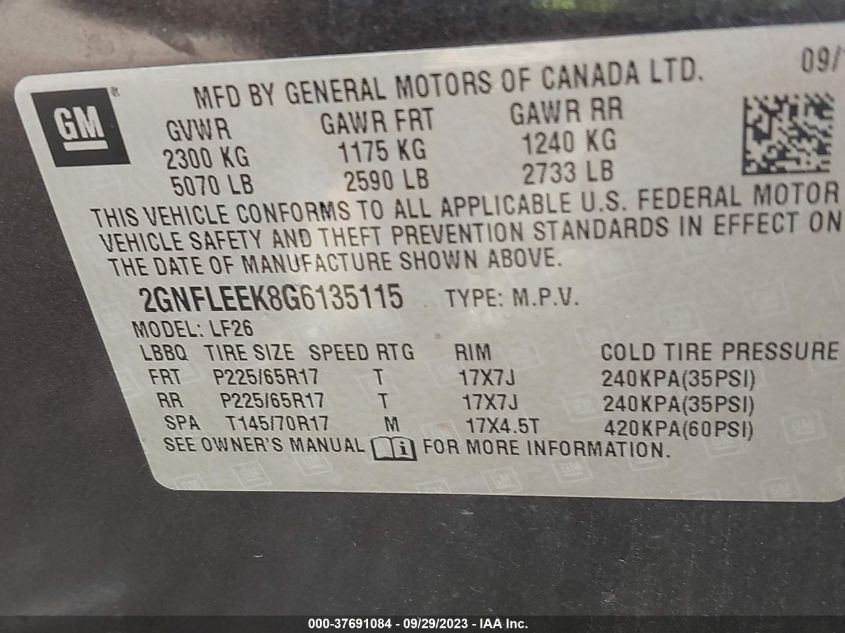 MFD BY GENERAL MOTORS OF CANADA LTD. 09/
GM
GVWR GAWR FRT GAWR RR
2300 KG 1175 KG 1240 KG
5070 LB 2590 LB 2733 LB
THIS VEHICLE CONFORMS TO ALL APPLICABLE U.S. FEDERAL MOTOR
VEHICLE SAFETY AND THEFT PREVENTION STANDARDS IN EFFECT ON
THE DATE OF MANUFACTURE SHOWN ABOVE.
2GNFLEEK8G6135115 TYPE: M.P.V.
MODEL: LF26
LBBQ TIRE SIZE SPEED RTG RIM COLD TIRE PRESSURE
FRT P225/65R17 T 17X7J 240KPA(35PSI)
RR P225/65R17 T 17X7J 240KPA(35PSI)
SPA T145/70R17 M 17X4.5T 420KPA(60PSI)
SEE OWNER'S MANUAL FOR MORE INFORMATION.
000-37691084 - 09/29/2023 - IAA Inc.